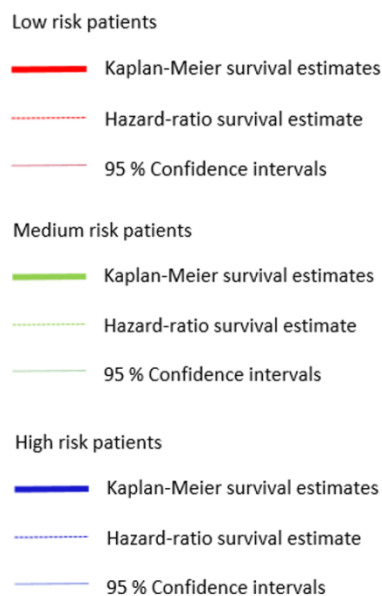 Low risk patients
Kaplan-Meier survival estimates
Hazard-ratio survival estimate
95 % Confidence intervals
Medium risk patients
Kaplan-Meier survival estimates
Hazard-ratio survival estimate
95 % Confidence intervals
High risk patients
Kaplan-Meier survival estimates
Hazard-ratio survival estimate
95 % Confidence intervals